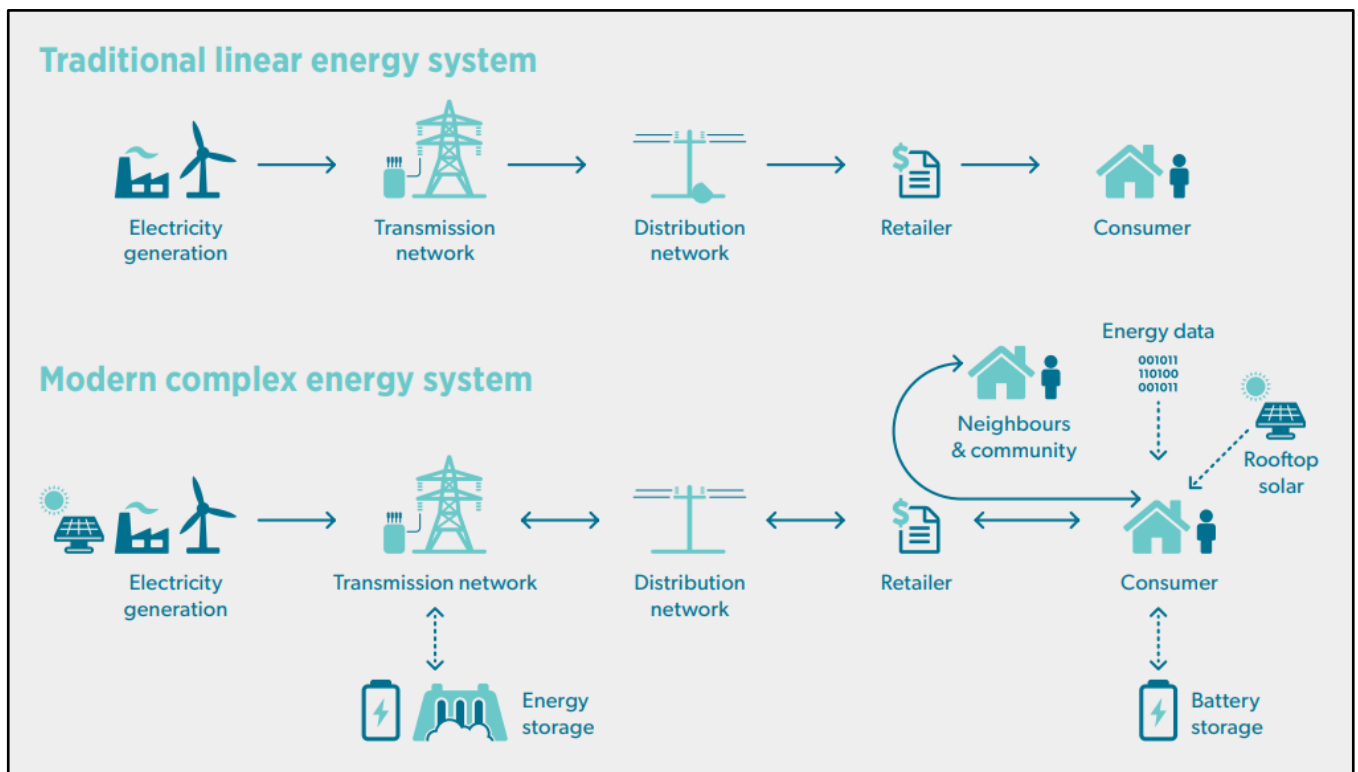 Traditional linear energy system
Electricity
generation
Transmission
network
Distribution
network
$
Retailer
Consumer
Modern complex energy system
Energy data
001011
110100
001011
Neighbours
& community
Rooftop
solar
Electricity
generation
Transmission network
Distribution
network
$
Retailer
Consumer
Energy
storage
Battery
storage